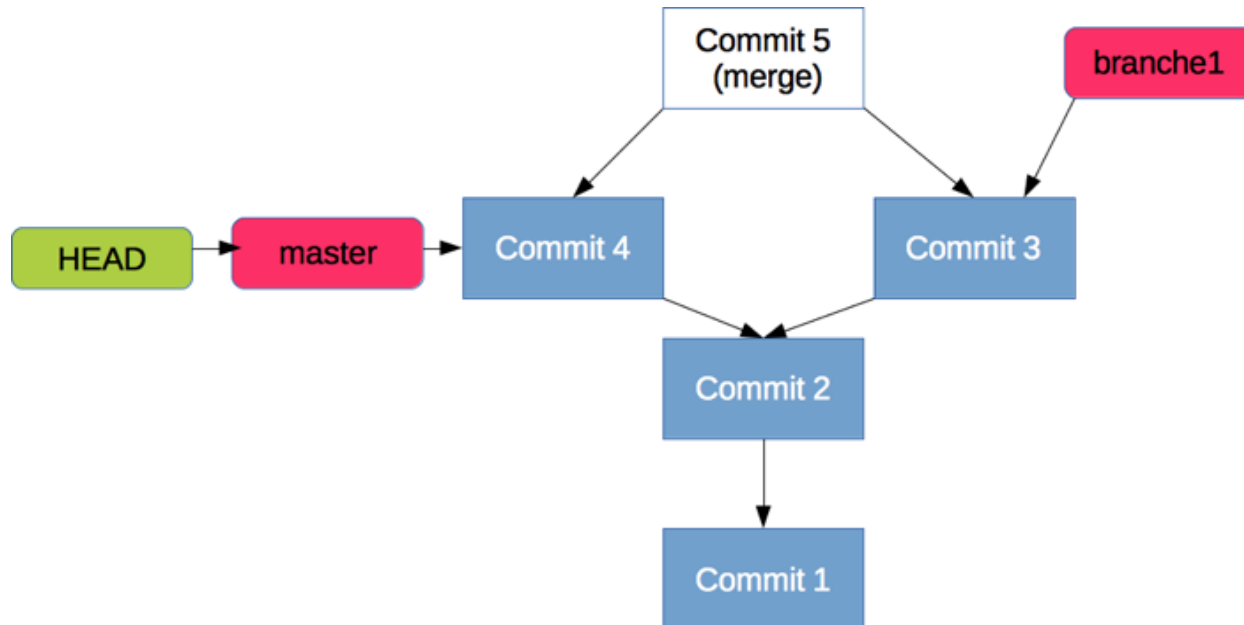 Commit 5
(merge)
branche1
HEAD
master
Commit 4
Commit 3
Commit 2
Commit 1